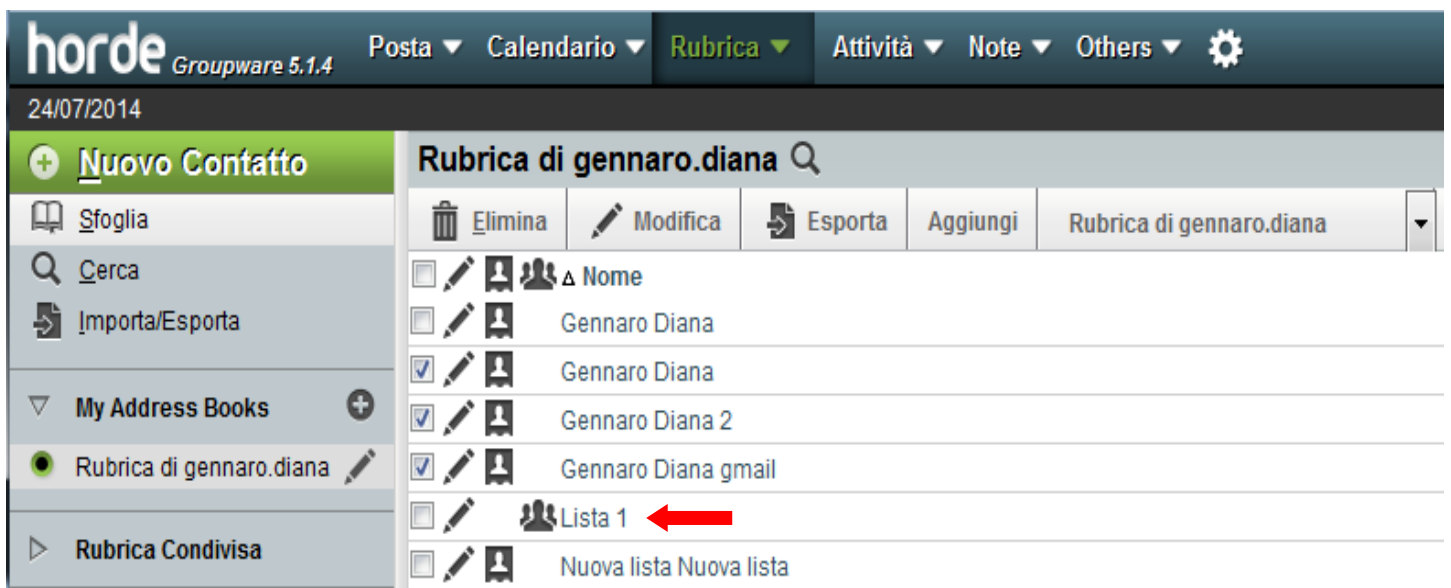 horde Groupware 5.1.4 Posta Calendario Rubrica Attività Note Others
24/07/2014
Nuovo Contatto
Sfoglia
Cerca
Importa/Esporta
My Address Books
Rubrica di gennaro.diana
Rubrica Condivisa
Rubrica di gennaro.diana
Elimina Modifica Esporta Aggiungi Rubrica di gennaro.diana
Nome
Gennaro Diana
Gennaro Diana
Gennaro Diana 2
Gennaro Diana gmail
Lista 1
Nuova lista Nuova lista